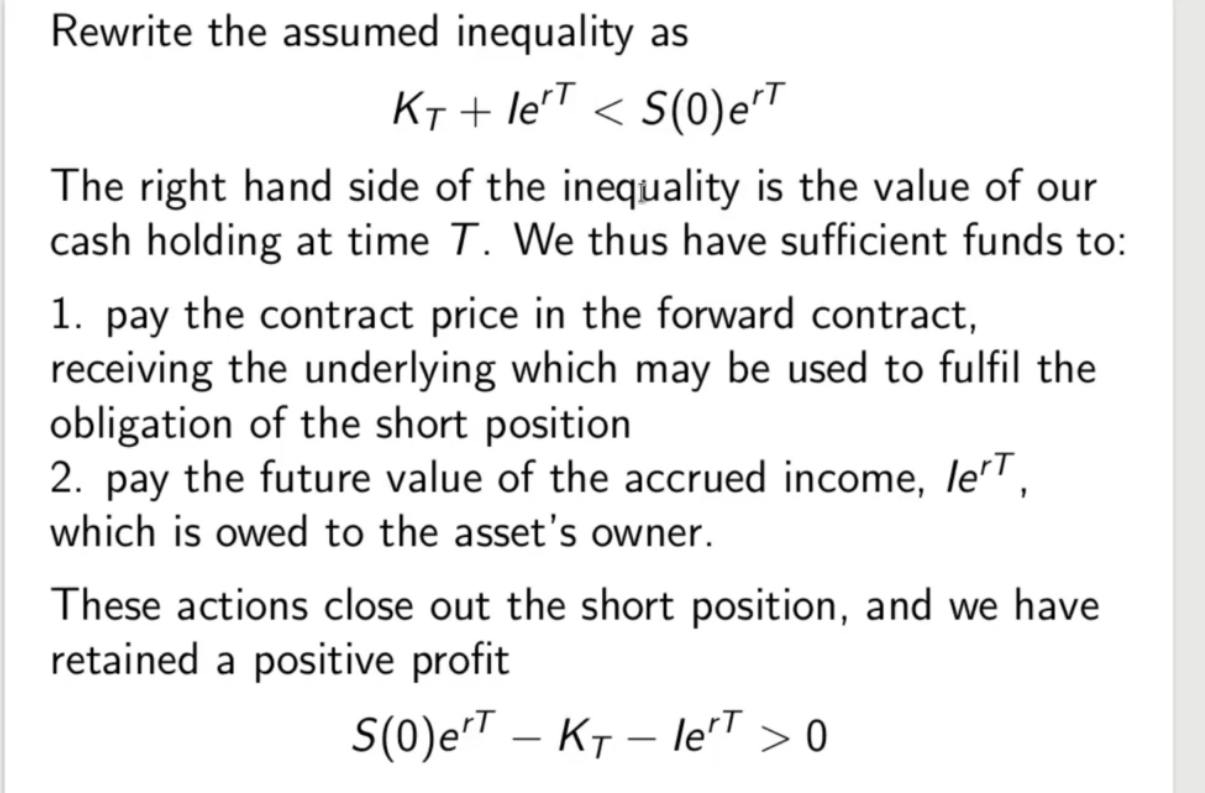 Rewrite the assumed inequality as
K_T + Ie^{rT} < S(0)e^{rT}
The right hand side of the inequality is the value of our
cash holding at time T. We thus have sufficient funds to:
1. pay the contract price in the forward contract,
receiving the underlying which may be used to fulfil the
obligation of the short position
2. pay the future value of the accrued income, Ie^{rT},
which is owed to the asset's owner.
These actions close out the short position, and we have
retained a positive profit
S(0)e^{rT} − K_T − Ie^{rT} > 0